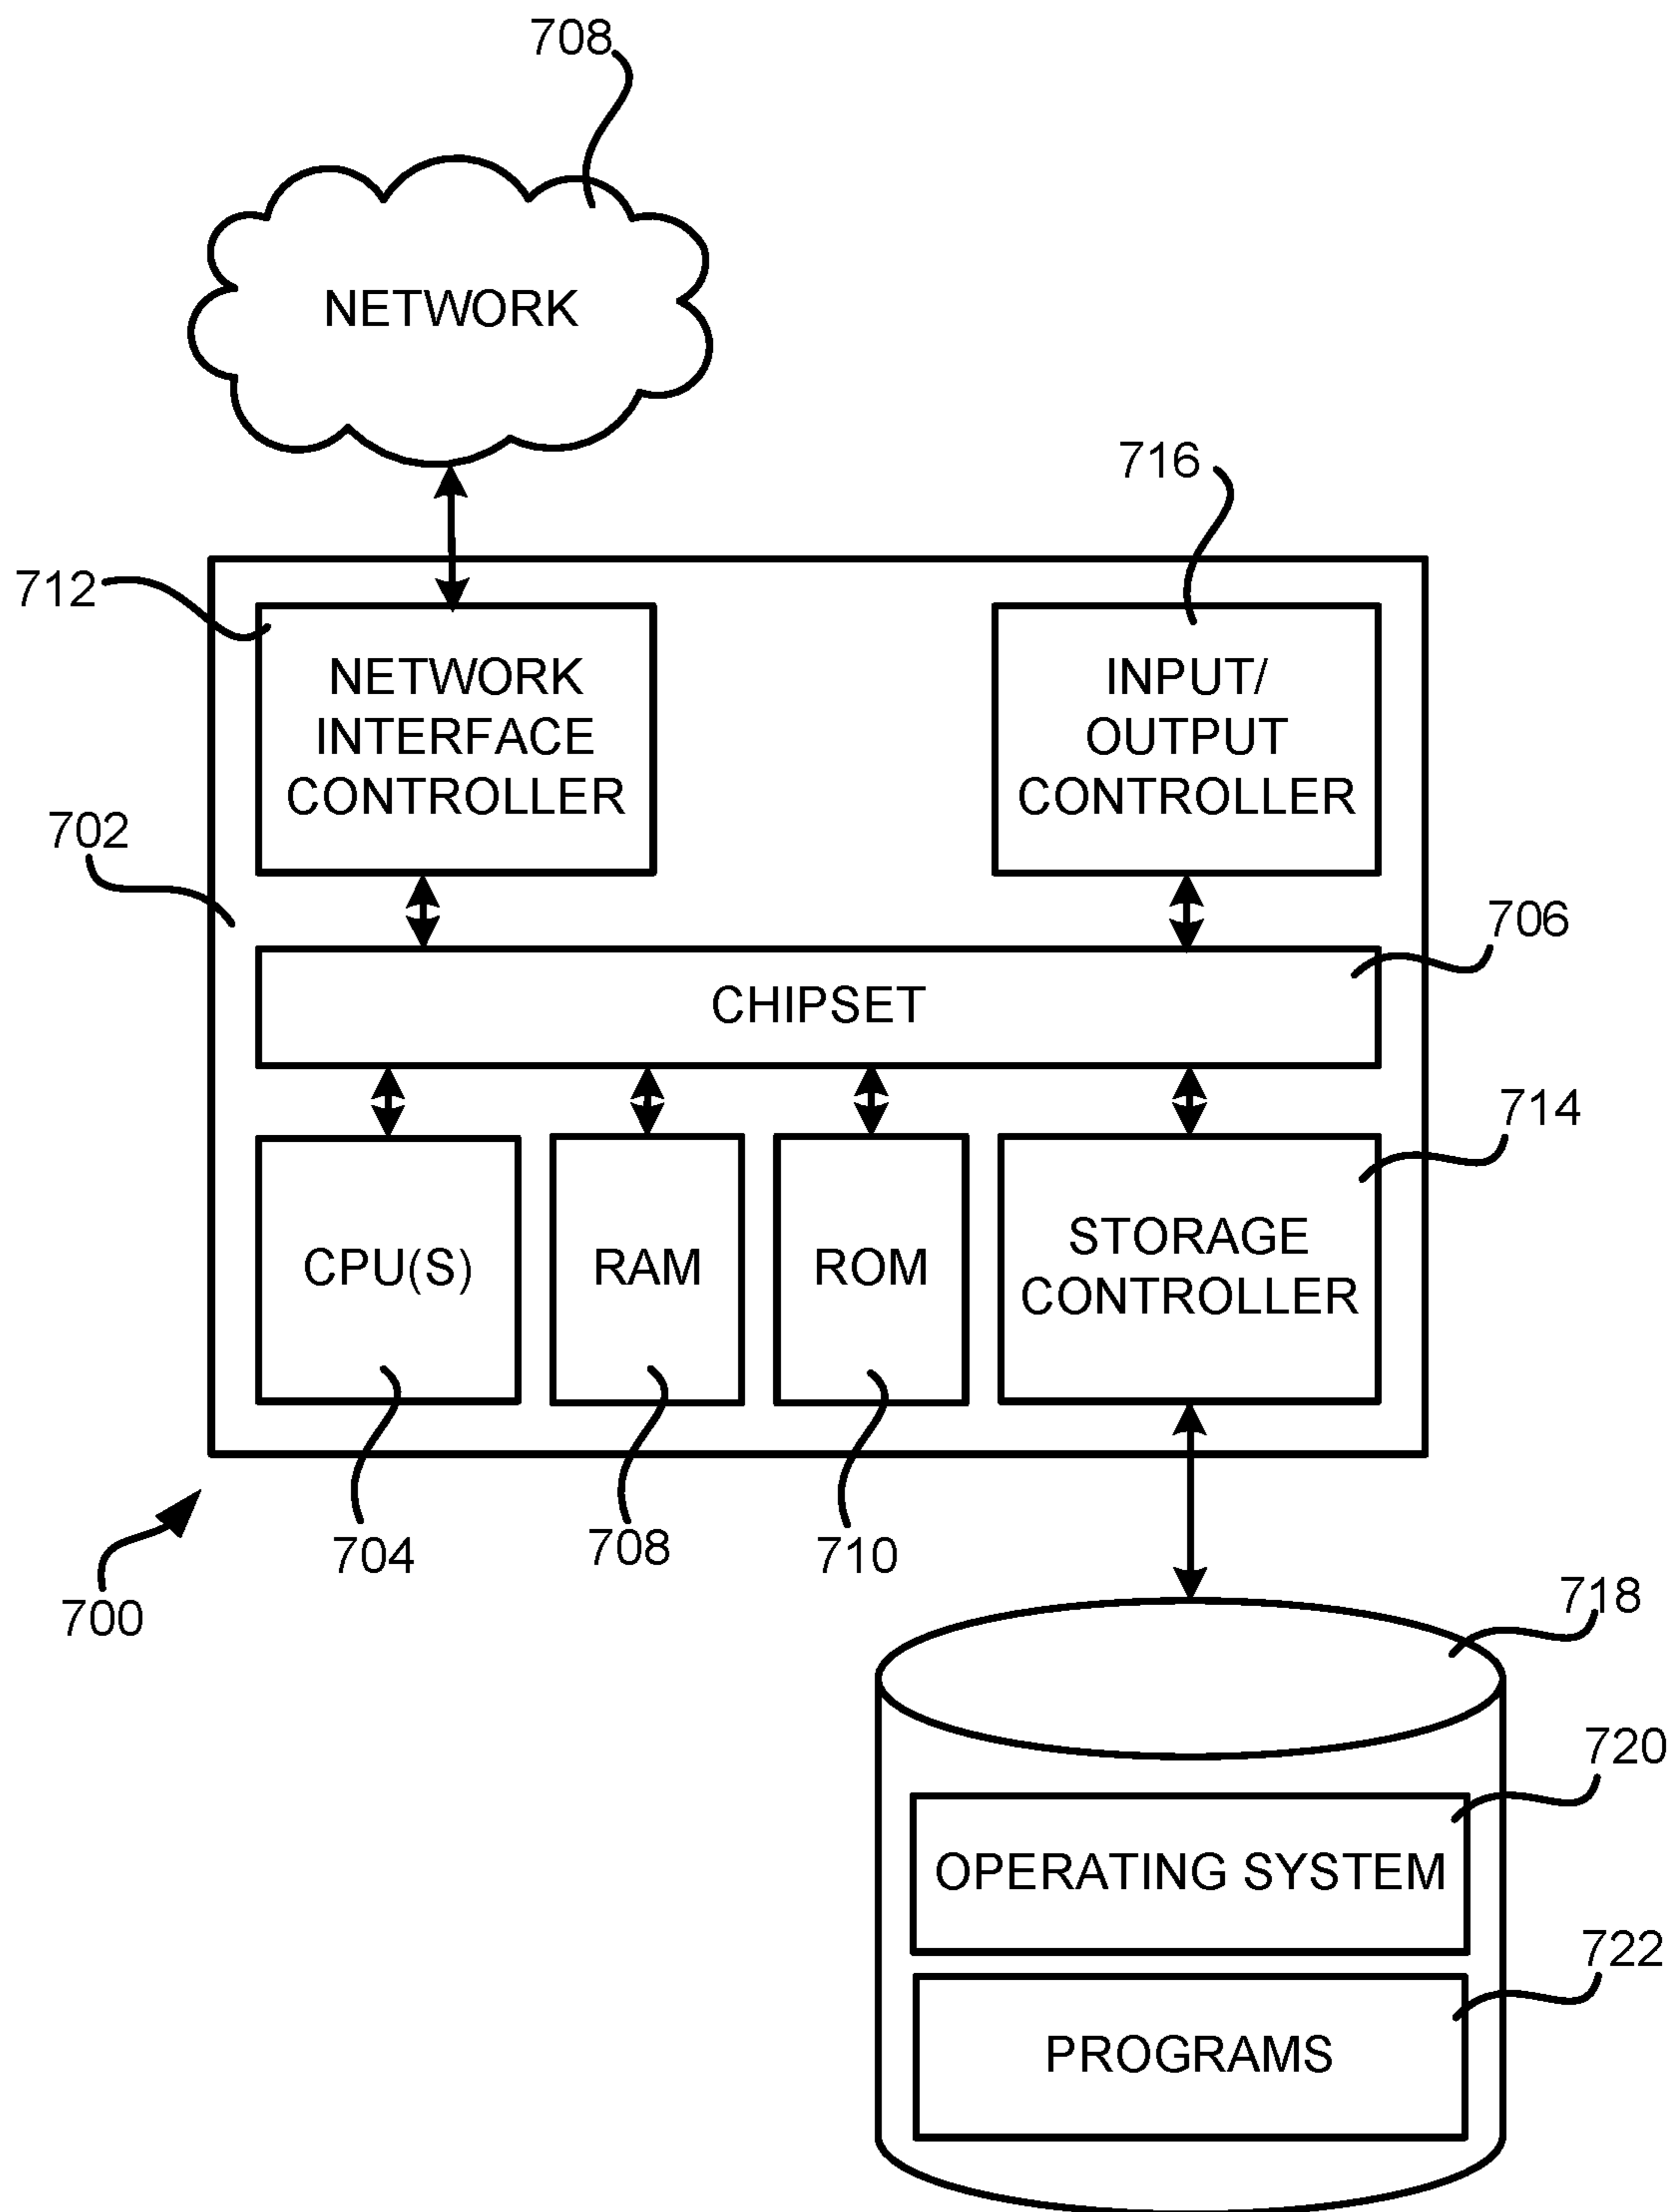 708
NETWORK
716
712
NETWORK
INTERFACE
CONTROLLER
INPUT/
OUTPUT
CONTROLLER
702
706
CHIPSET
714
CPU(S)
RAM
ROM
STORAGE
CONTROLLER
704
708
710
700
718
720
OPERATING SYSTEM
722
PROGRAMS